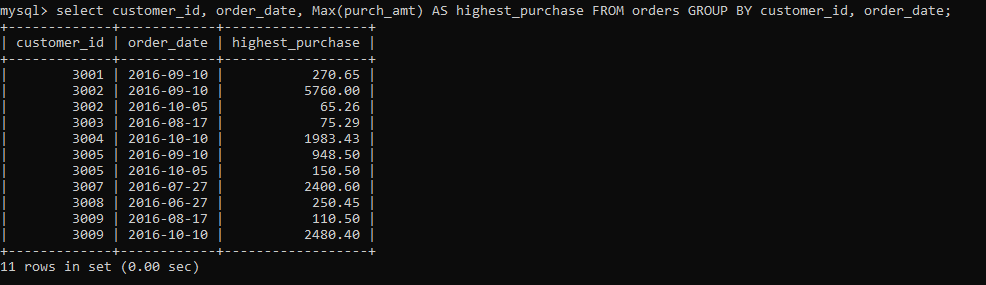 mysql> select customer_id, order_date, Max(purch_amt) AS highest_purchase FROM orders GROUP BY customer_id, order_date;
+-------------+------------+------------------+
| customer_id | order_date | highest_purchase |
+-------------+------------+------------------+
|        3001 | 2016-09-10 |           270.65 |
|        3002 | 2016-09-10 |          5760.00 |
|        3002 | 2016-10-05 |            65.26 |
|        3003 | 2016-08-17 |            75.29 |
|        3004 | 2016-10-10 |          1983.43 |
|        3005 | 2016-09-10 |           948.50 |
|        3005 | 2016-10-05 |           150.50 |
|        3007 | 2016-07-27 |          2400.60 |
|        3008 | 2016-06-27 |           250.45 |
|        3009 | 2016-08-17 |           110.50 |
|        3009 | 2016-10-10 |          2480.40 |
+-------------+------------+------------------+
11 rows in set (0.00 sec)